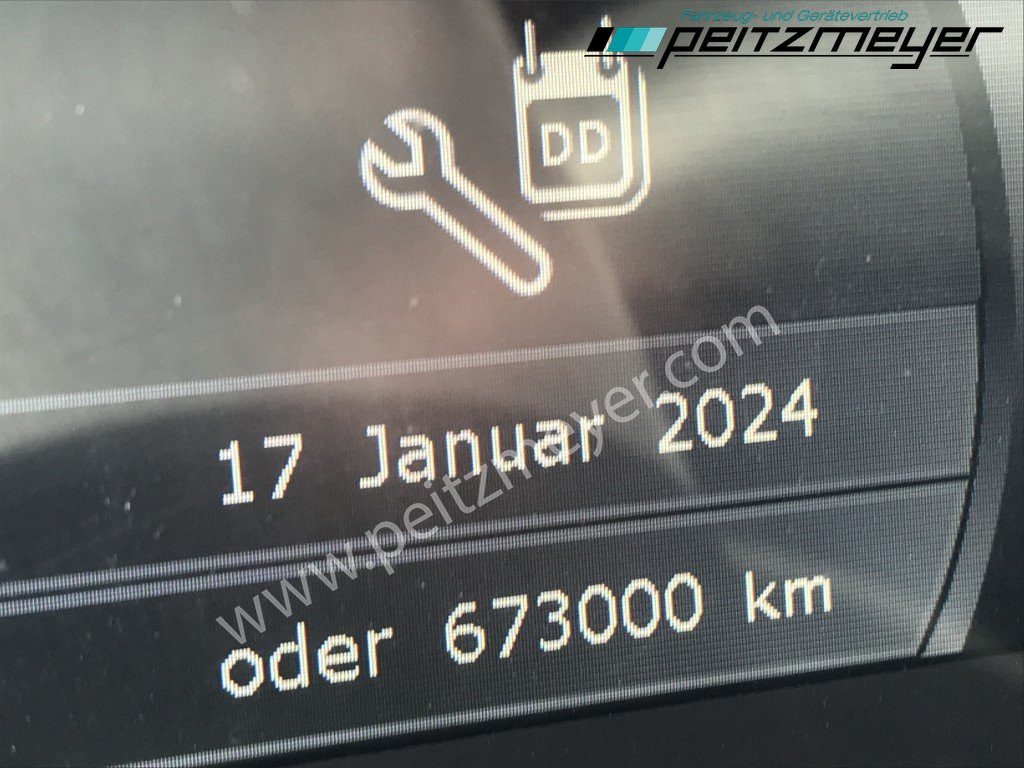 Fahrzeug- und Gerätevertrieb
peitzmeyer
DD
17 Januar 2024
www.peitzmeyer.com
oder 673000 km